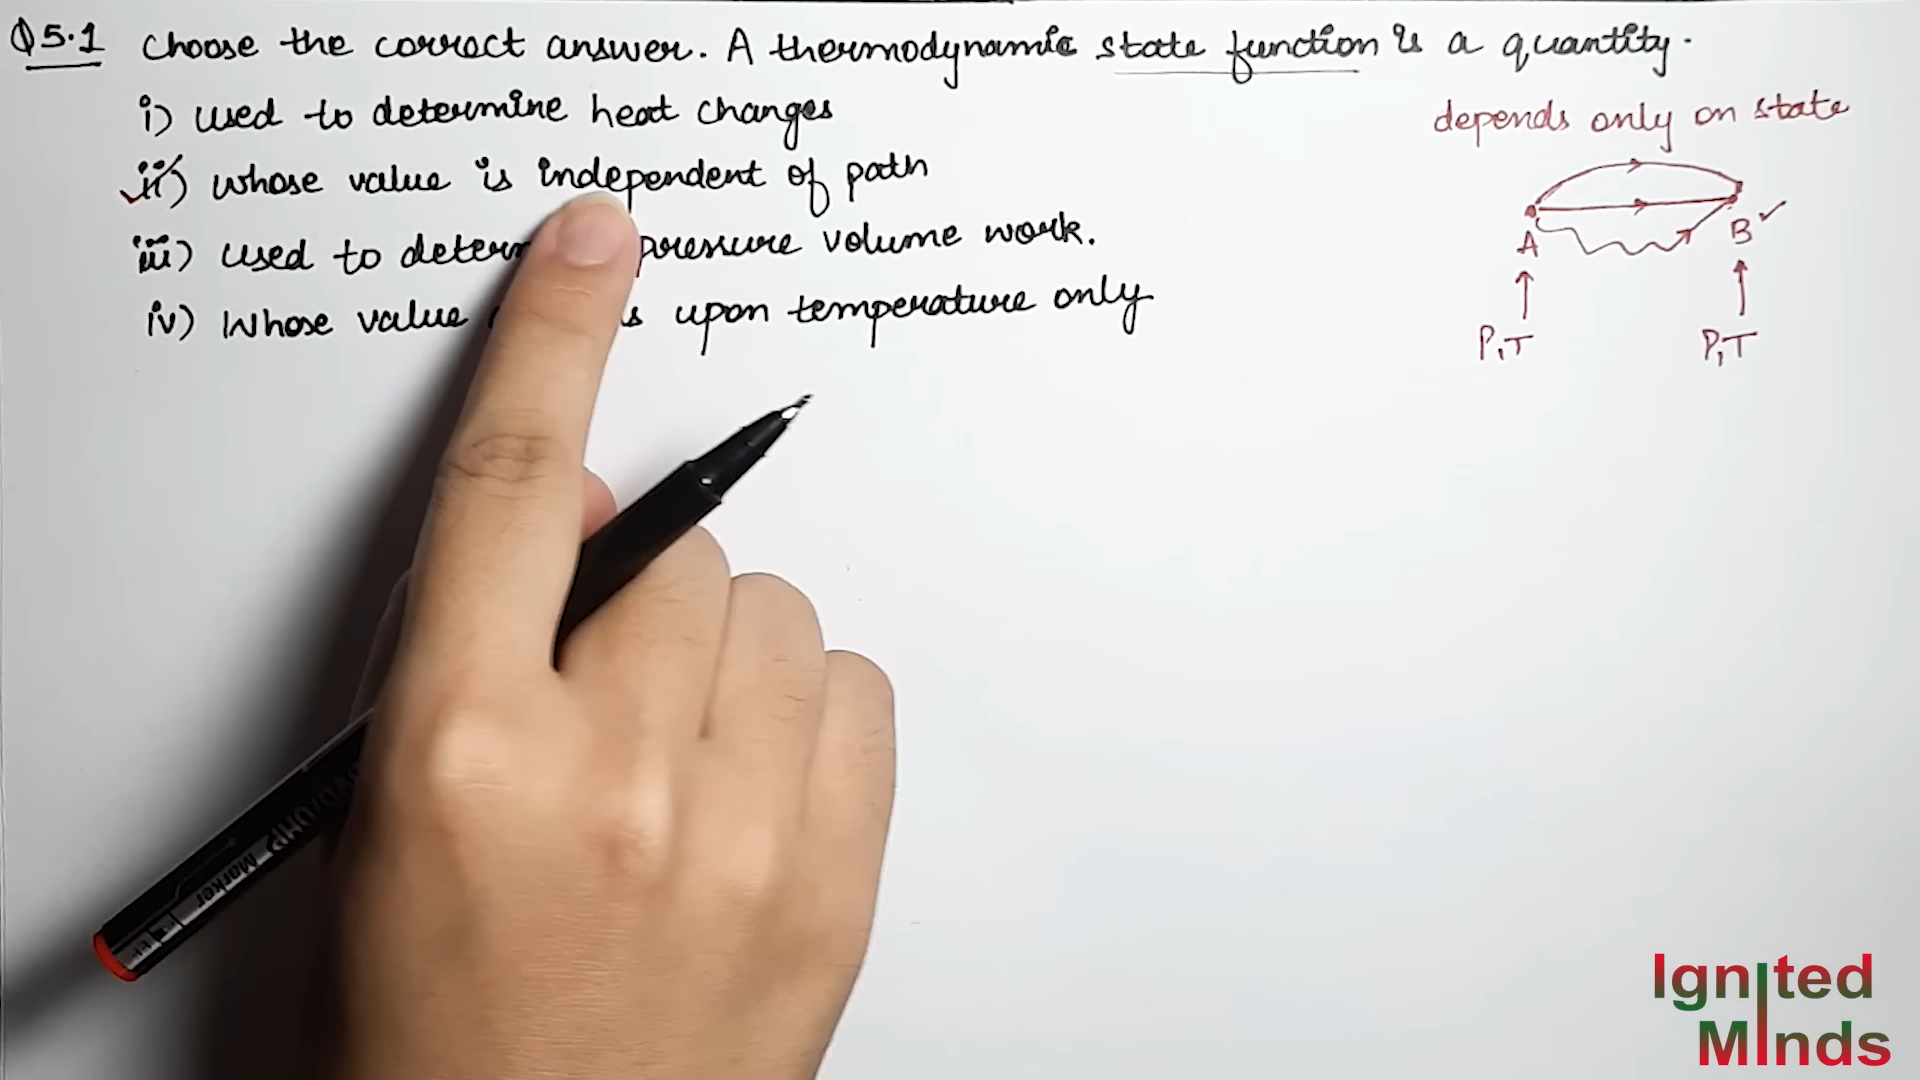 Q5.1 Choose the correct answer. A thermodynamic state function is a quantity.
i) used to determine heat changes
ii) whose value is independent of path
iii) used to determ pressure volume work.
iv) Whose value s upon temperature only
depends only on state
A B
P,T P,T
Marker
Ignited
Minds